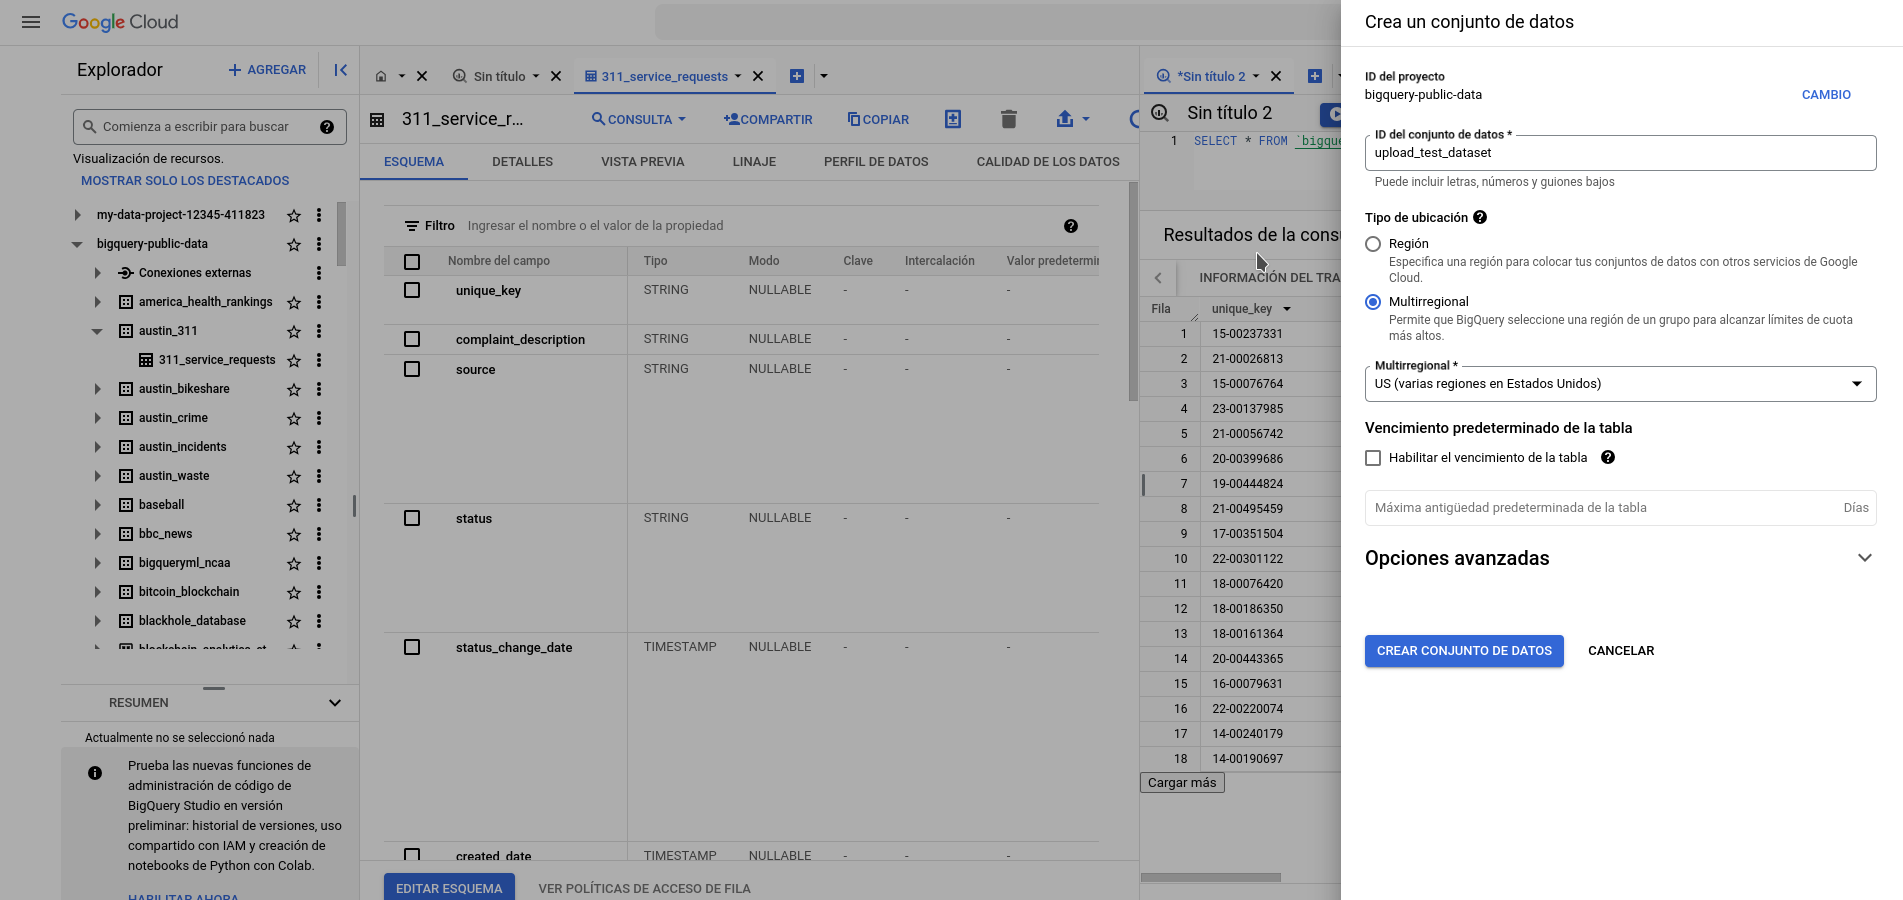 Google Cloud
Explorador
AGREGAR
Comienza a escribir para buscar
Visualización de recursos.
MOSTRAR SOLO LOS DESTACADOS
my-data-project-12345-411823
bigquery-public-data
Conexiones externas
america_health_rankings
austin_311
311_service_requests
austin_bikeshare
austin_crime
austin_incidents
austin_waste
baseball
bbc_news
bigqueryml_ncaa
bitcoin_blockchain
blackhole_database
RESUMEN
Actualmente no se seleccionó nada
Prueba las nuevas funciones de
administración de código de
BigQuery Studio en versión
preliminar: historial de versiones, uso
compartido con IAM y creación de
notebooks de Python con Colab.
HABILITAR AHORA
Sin título
311_service_requests
311_service_r...
CONSULTA
COMPARTIR
COPIAR
ESQUEMA
DETALLES
VISTA PREVIA
LINAJE
PERFIL DE DATOS
CALIDAD DE LOS DATOS
Filtro
Ingresar el nombre o el valor de la propiedad
Nombre del campo Tipo Modo Clave Intercalación Valor predetermin
unique_key STRING NULLABLE - - -
complaint_description STRING NULLABLE - - -
source STRING NULLABLE - - -
status STRING NULLABLE - - -
status_change_date TIMESTAMP NULLABLE - - -
created_date TIMESTAMP NULLABLE - - -
EDITAR ESQUEMA
VER POLÍTICAS DE ACCESO DE FILA
*Sin título 2
Sin título 2
1 SELECT * FROM `bigque
Resultados de la consu
INFORMACIÓN DEL TRA
Fila unique_key
1 15-00237331
2 21-00026813
3 15-00076764
4 23-00137985
5 21-00056742
6 20-00399686
7 19-00444824
8 21-00495459
9 17-00351504
10 22-00301122
11 18-00076420
12 18-00186350
13 18-00161364
14 20-00443365
15 16-00079631
16 22-00220074
17 14-00240179
18 14-00190697
Cargar más
Crea un conjunto de datos
ID del proyecto
bigquery-public-data
CAMBIO
ID del conjunto de datos *
upload_test_dataset
Puede incluir letras, números y guiones bajos
Tipo de ubicación
Región
Especifica una región para colocar tus conjuntos de datos con otros servicios de Google
Cloud.
Multirregional
Permite que BigQuery seleccione una región de un grupo para alcanzar límites de cuota
más altos.
Multirregional *
US (varias regiones en Estados Unidos)
Vencimiento predeterminado de la tabla
Habilitar el vencimiento de la tabla
Máxima antigüedad predeterminada de la tabla
Días
Opciones avanzadas
CREAR CONJUNTO DE DATOS
CANCELAR